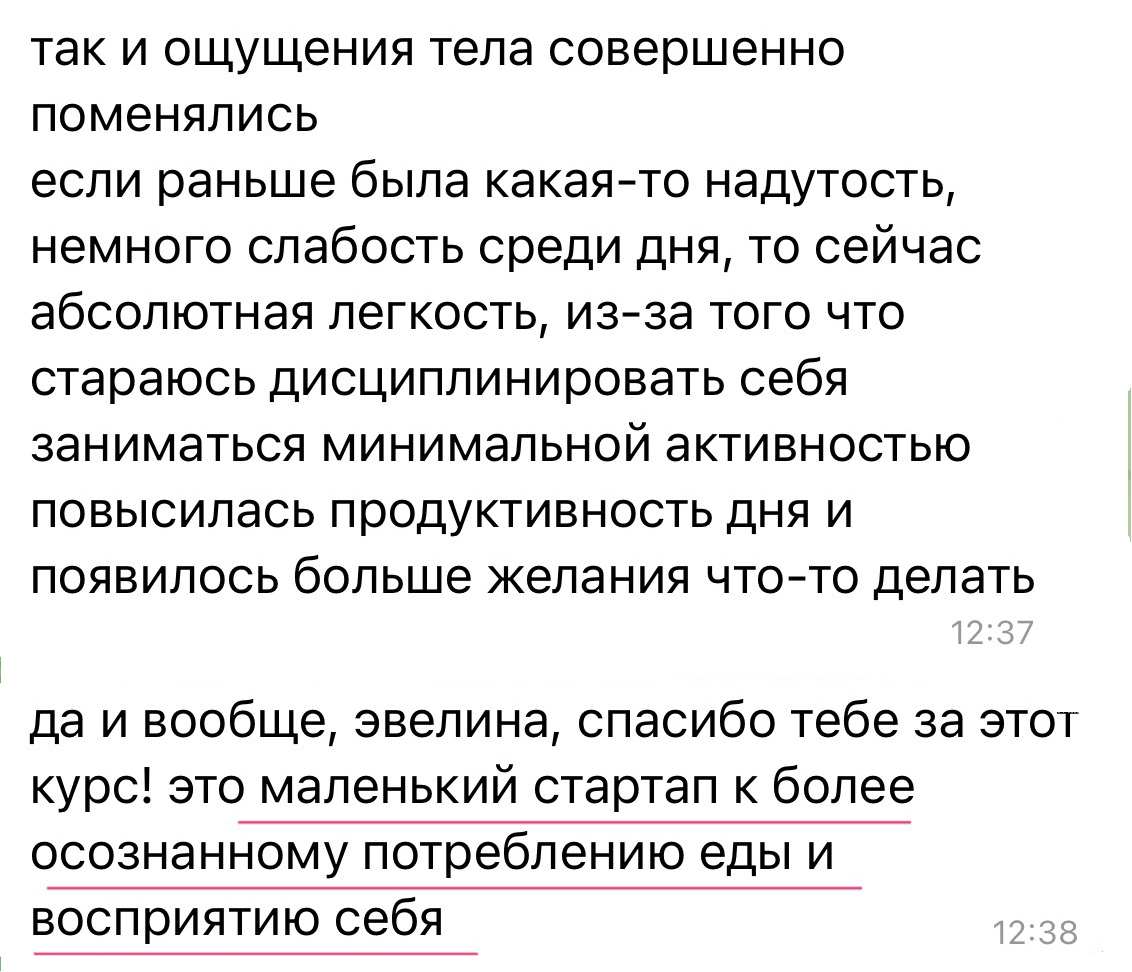 так и ощущения тела совершенно
поменялись
если раньше была какая-то надутость,
немного слабость среди дня, то сейчас
абсолютная легкость, из-за того что
стараюсь дисциплинировать себя
заниматься минимальной активностью
повысилась продуктивность дня и
появилось больше желания что-то делать
12:37
да и вообще, эвелина, спасибо тебе за этот
курс! это маленький стартап к более
осознанному потреблению еды и
восприятию себя
12:38